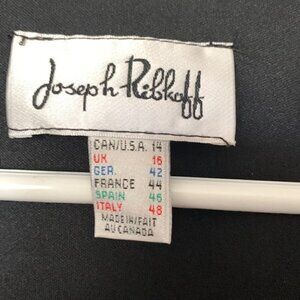 Joseph Ribkoff
CAN/U.S.A. 14
UK 16
GER. 42
FRANCE 44
SPAIN 46
ITALY 48
MADE IN/FAIT
AU CANADA